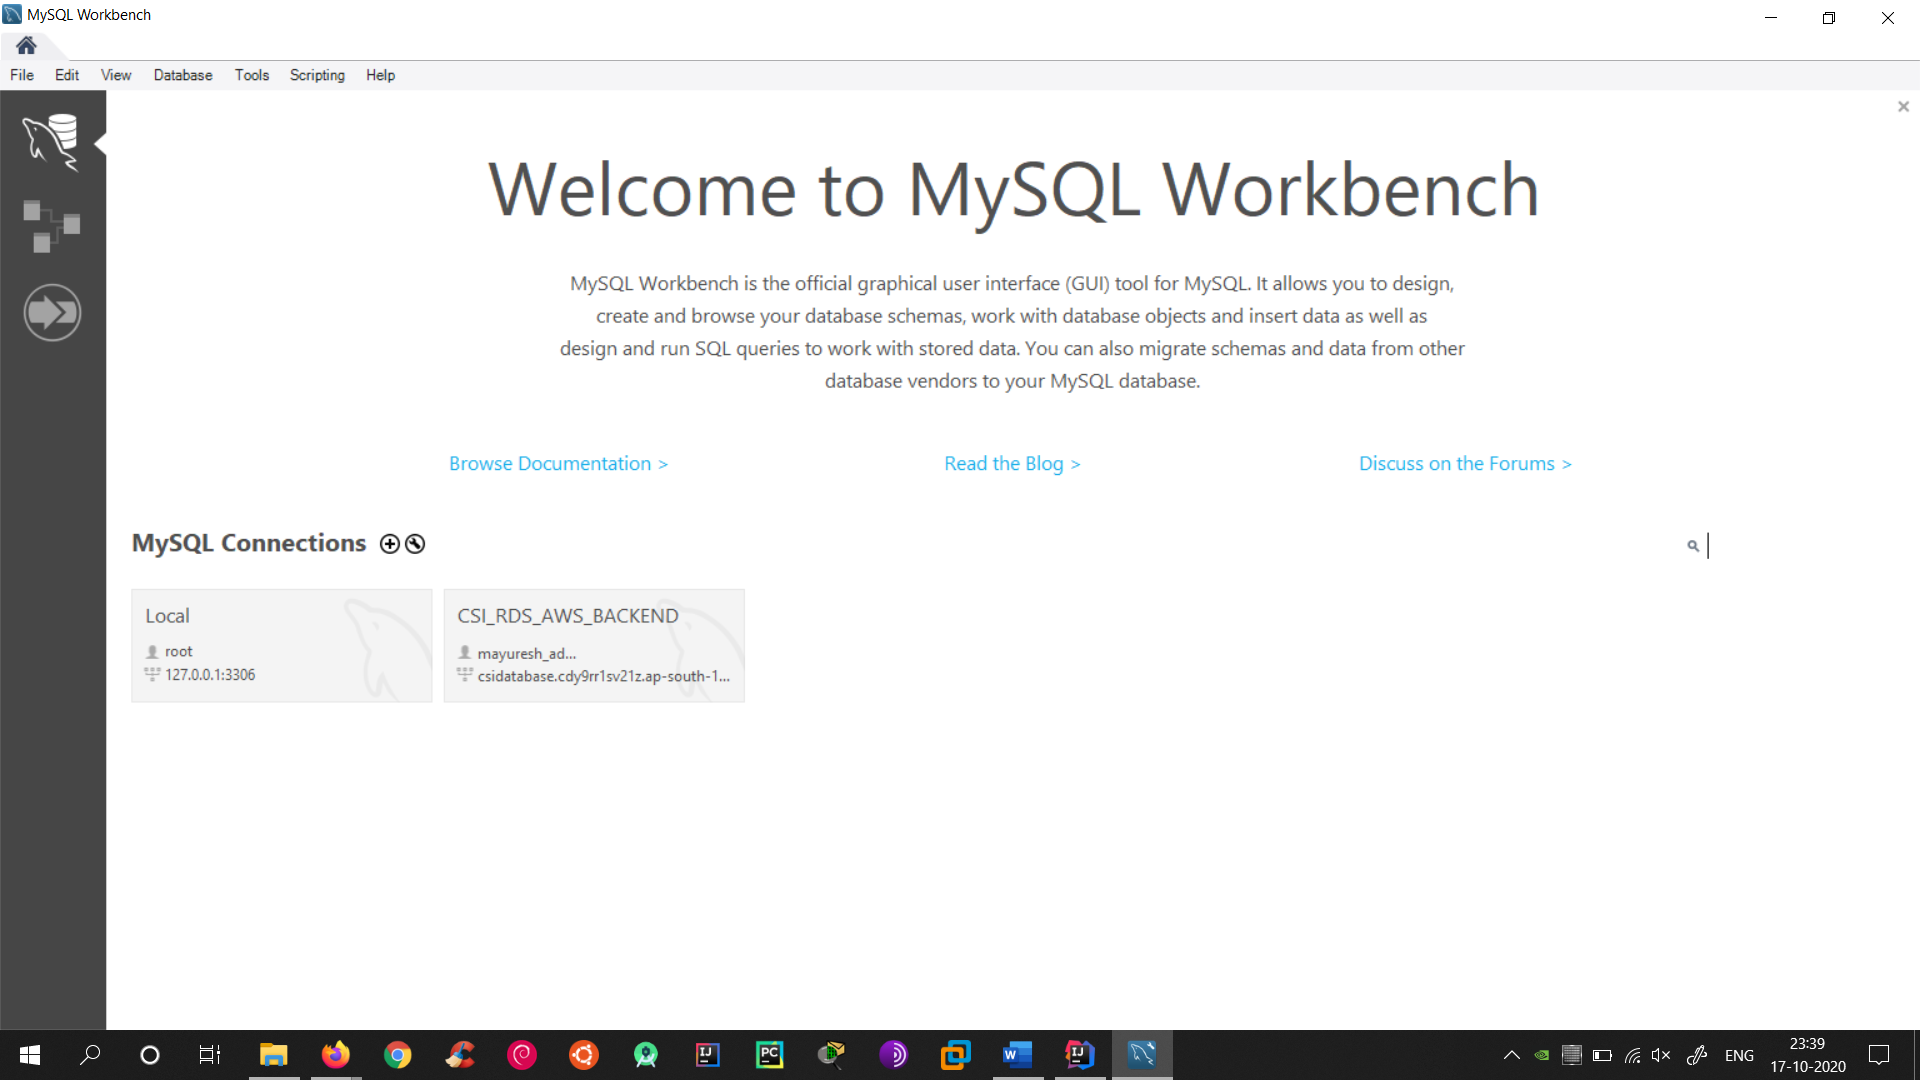 MySQL Workbench
File Edit View Database Tools Scripting Help
Welcome to MySQL Workbench
MySQL Workbench is the official graphical user interface (GUI) tool for MySQL. It allows you to design,
create and browse your database schemas, work with database objects and insert data as well as
design and run SQL queries to work with stored data. You can also migrate schemas and data from other
database vendors to your MySQL database.
Browse Documentation > Read the Blog > Discuss on the Forums >
MySQL Connections
Local
root
127.0.0.1:3306
CSI_RDS_AWS_BACKEND
mayuresh_ad...
csidatabase.cdy9rr1sv21z.ap-south-1...
IJ
PC
W
IJ
ENG
23:39
17-10-2020